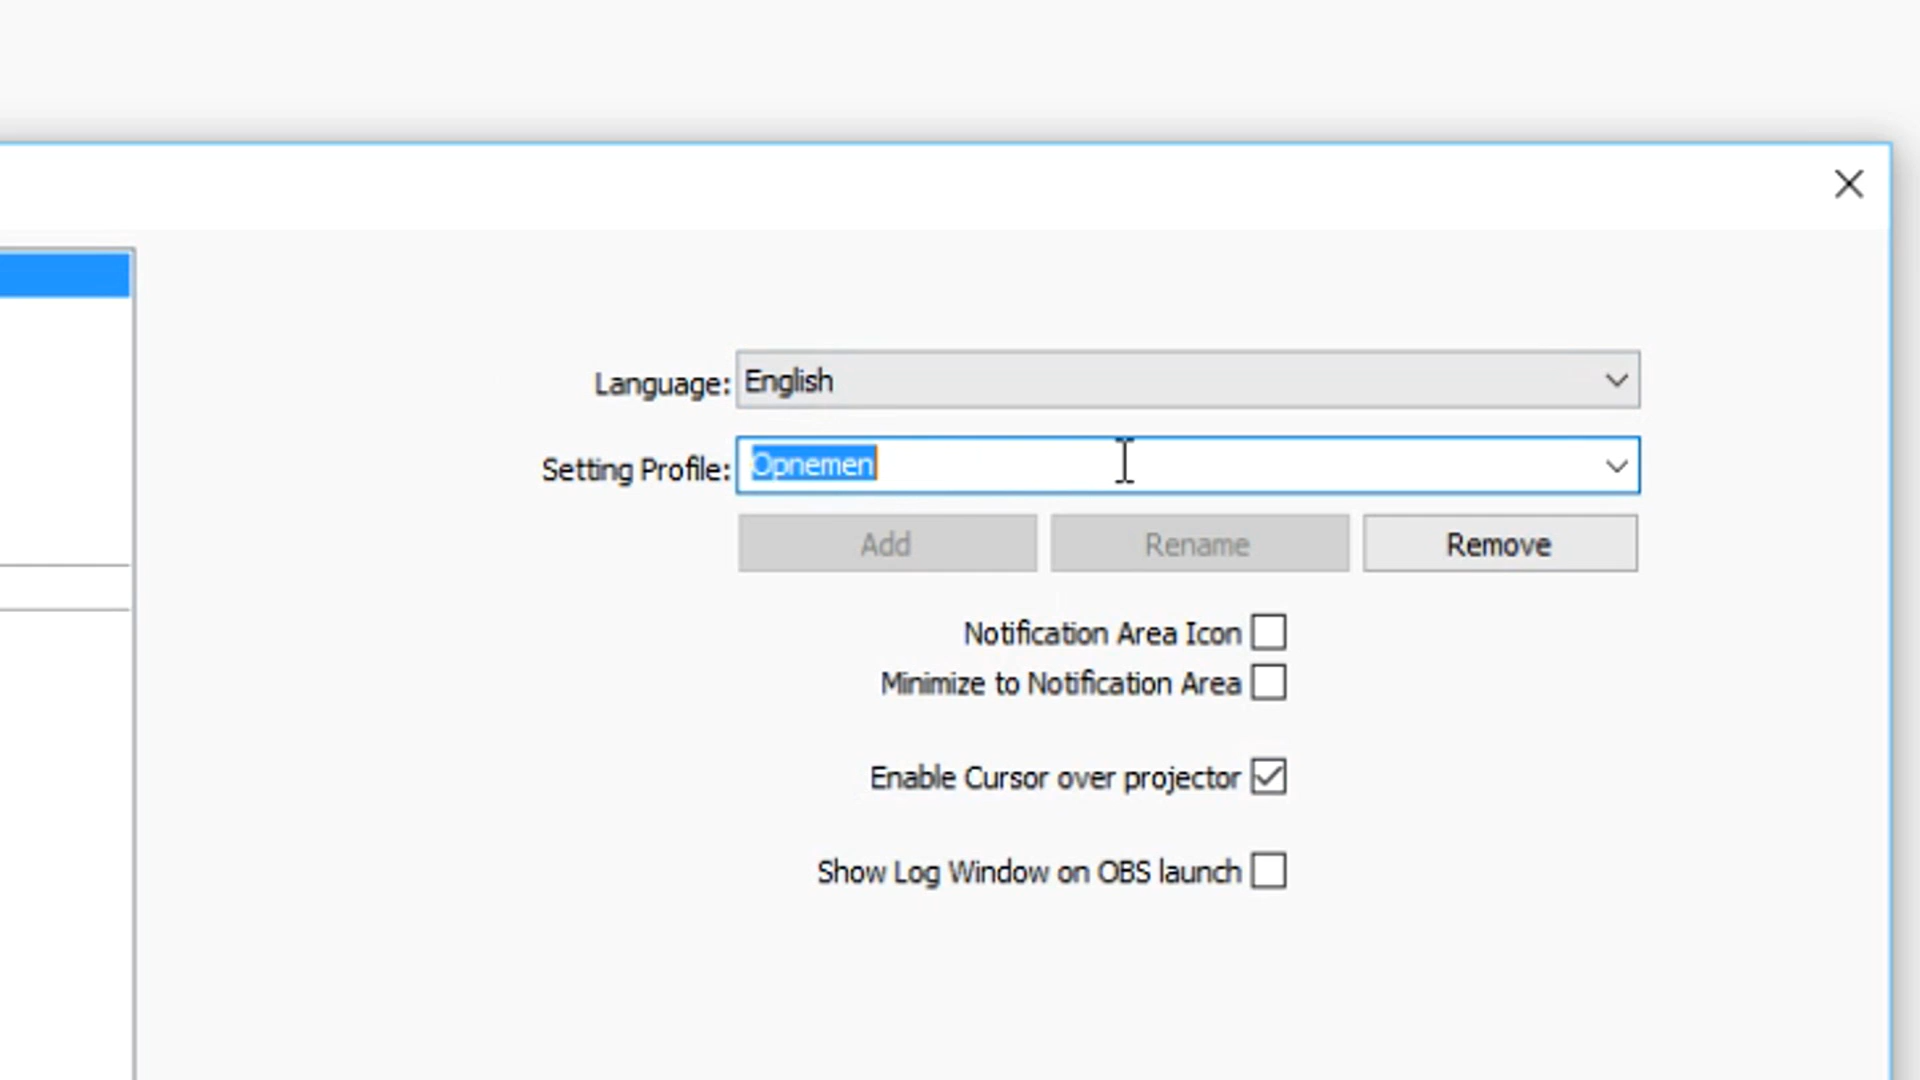 Language: English
Setting Profile: Opnemen
Add Rename Remove
Notification Area Icon
Minimize to Notification Area
Enable Cursor over projector
Show Log Window on OBS launch